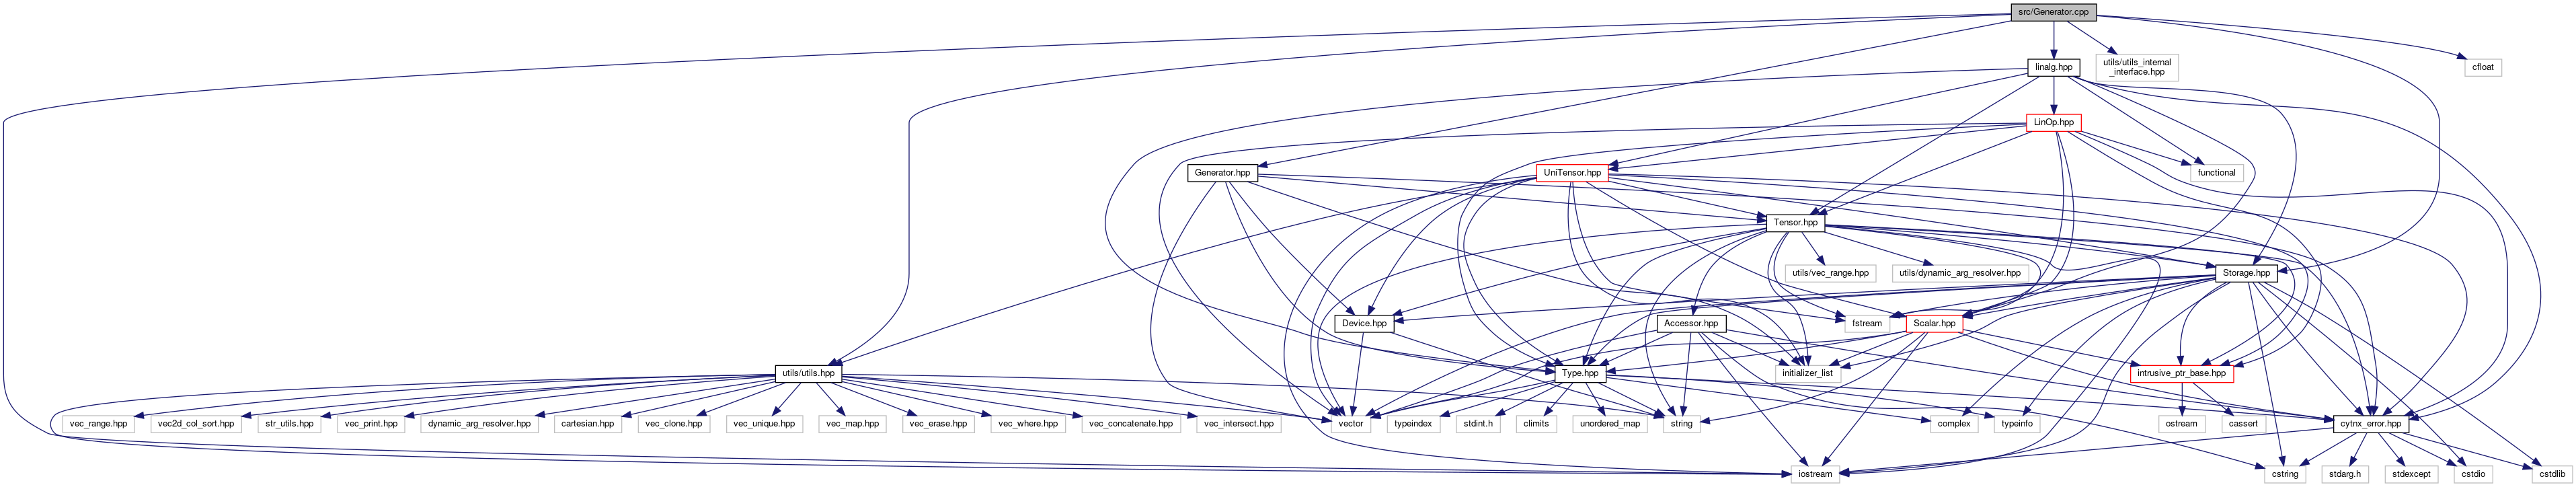 src/Generator.cpp
linalg.hpp
utils/utils_internal
_interface.hpp
cfloat
LinOp.hpp
Generator.hpp
UniTensor.hpp
functional
Tensor.hpp
utils/vec_range.hpp
utils/dynamic_arg_resolver.hpp
Storage.hpp
Device.hpp
fstream
Accessor.hpp
Scalar.hpp
utils/utils.hpp
Type.hpp
initializer_list
intrusive_ptr_base.hpp
vec_range.hpp
vec2d_col_sort.hpp
str_utils.hpp
vec_print.hpp
dynamic_arg_resolver.hpp
cartesian.hpp
vec_clone.hpp
vec_unique.hpp
vec_map.hpp
vec_erase.hpp
vec_where.hpp
vec_concatenate.hpp
vec_intersect.hpp
vector
typeindex
stdint.h
climits
unordered_map
string
complex
typeinfo
ostream
cassert
cytnx_error.hpp
iostream
cstring
stdarg.h
stdexcept
cstdio
cstdlib